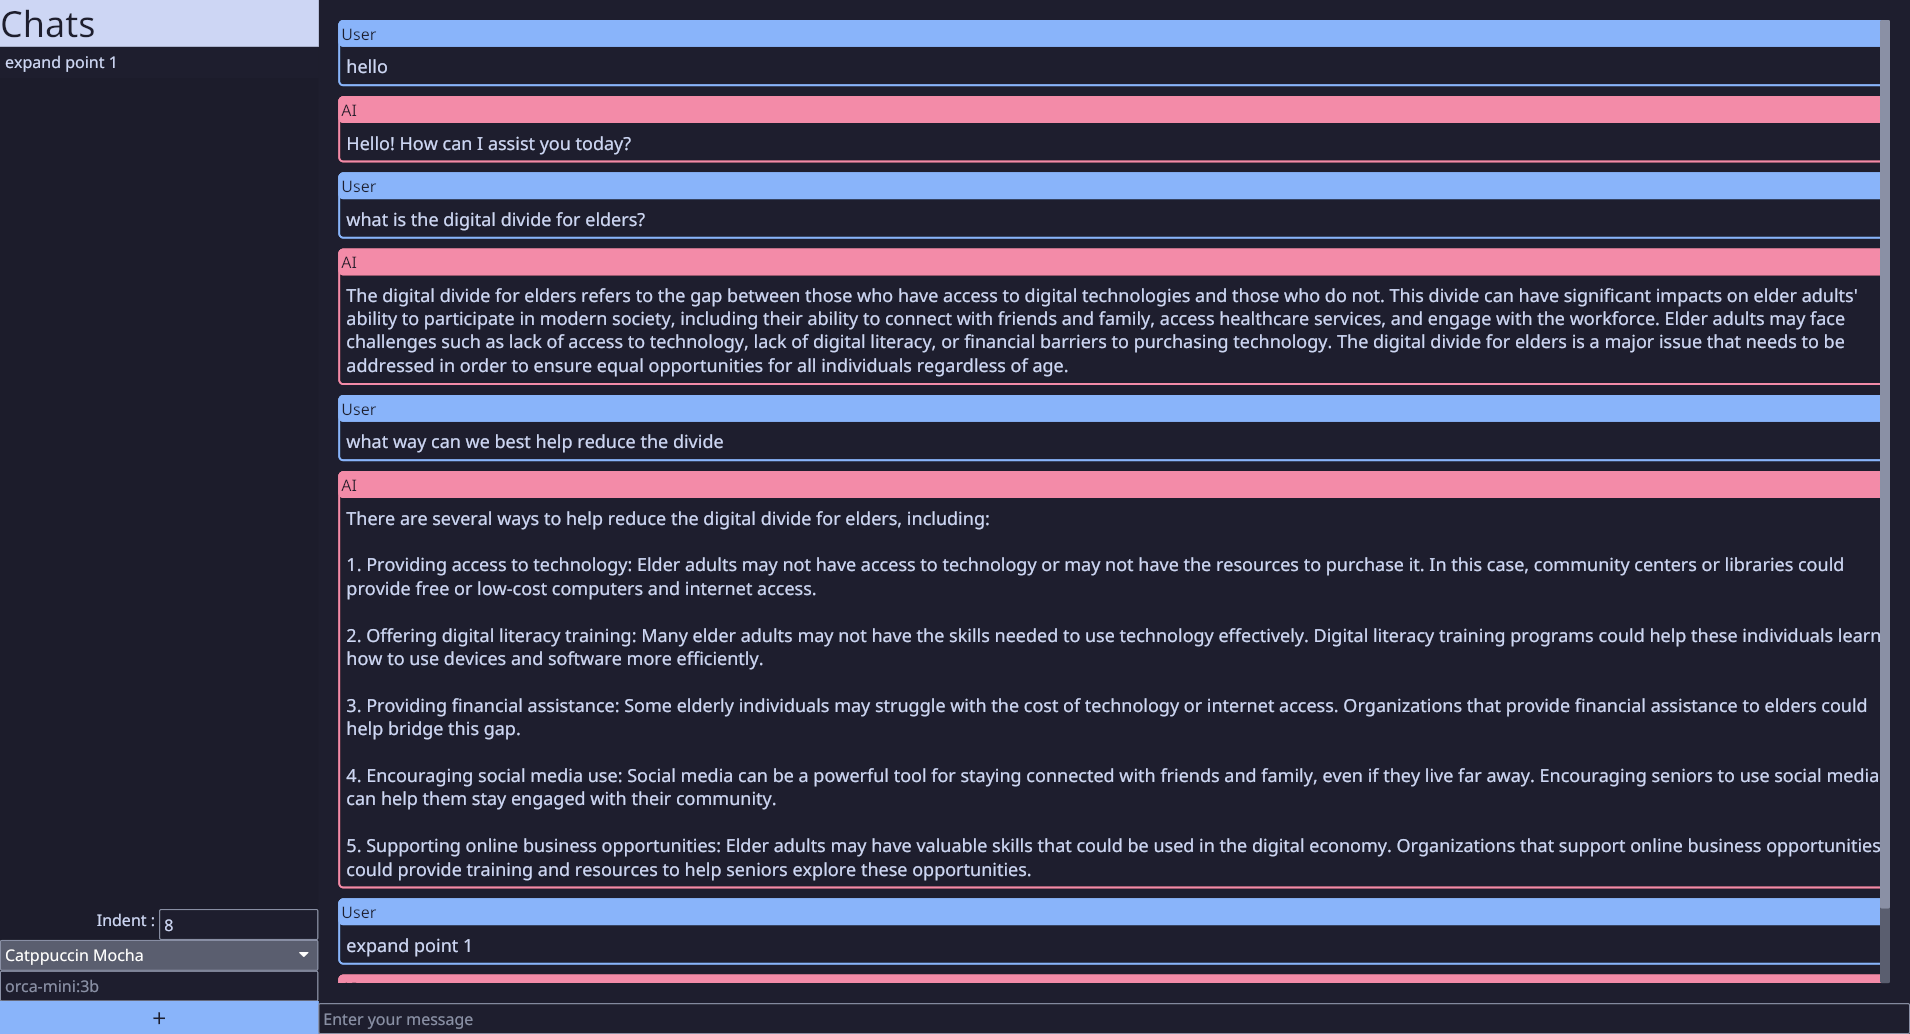 Chats
expand point 1
User
hello
AI
Hello! How can I assist you today?
User
what is the digital divide for elders?
AI
The digital divide for elders refers to the gap between those who have access to digital technologies and those who do not. This divide can have significant impacts on elder adults'
ability to participate in modern society, including their ability to connect with friends and family, access healthcare services, and engage with the workforce. Elder adults may face
challenges such as lack of access to technology, lack of digital literacy, or financial barriers to purchasing technology. The digital divide for elders is a major issue that needs to be
addressed in order to ensure equal opportunities for all individuals regardless of age.
User
what way can we best help reduce the divide
AI
There are several ways to help reduce the digital divide for elders, including:
1. Providing access to technology: Elder adults may not have access to technology or may not have the resources to purchase it. In this case, community centers or libraries could
provide free or low-cost computers and internet access.
2. Offering digital literacy training: Many elder adults may not have the skills needed to use technology effectively. Digital literacy training programs could help these individuals learn
how to use devices and software more efficiently.
3. Providing financial assistance: Some elderly individuals may struggle with the cost of technology or internet access. Organizations that provide financial assistance to elders could
help bridge this gap.
4. Encouraging social media use: Social media can be a powerful tool for staying connected with friends and family, even if they live far away. Encouraging seniors to use social media
can help them stay engaged with their community.
5. Supporting online business opportunities: Elder adults may have valuable skills that could be used in the digital economy. Organizations that support online business opportunities
could provide training and resources to help seniors explore these opportunities.
User
expand point 1
Indent : 8
Catppuccin Mocha
orca-mini:3b
+
Enter your message